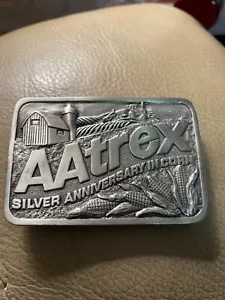 AAtrex
SILVER ANNIVERSARY IN CORN